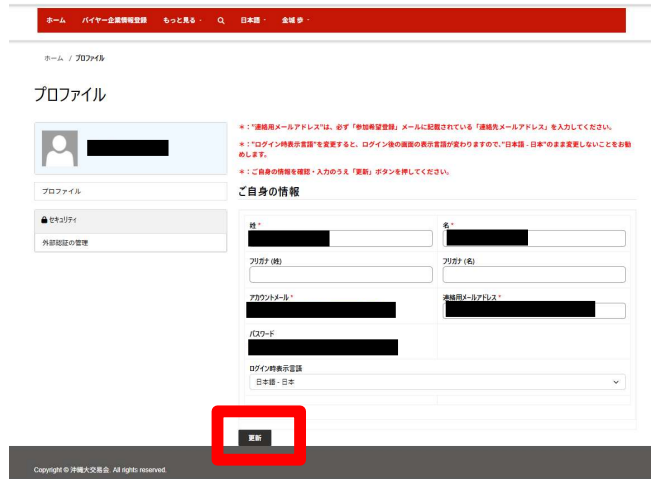 ホーム バイヤー企業情報登録 もっと見る 日本語 金城 歩
ホーム / プロファイル
プロファイル
＊："連絡用メールアドレス"は、必ず「参加希望登録」メールに記載されている「連絡先メールアドレス」を入力してください。
＊："ログイン時表示言語"を変更すると、ログイン後の画面の表示言語が変わりますので、"日本語 - 日本"のまま変更しないことをお勧
めします。
＊：ご自身の情報を確認・入力のうえ「更新」ボタンを押してください。
プロファイル
セキュリティ
外部認証の管理
ご自身の情報
姓 *
名 *
フリガナ (姓)
フリガナ (名)
アカウントメール *
連絡用メールアドレス *
パスワード
ログイン時表示言語
日本語 - 日本
更新
Copyright © 沖縄大交易会. All rights reserved.